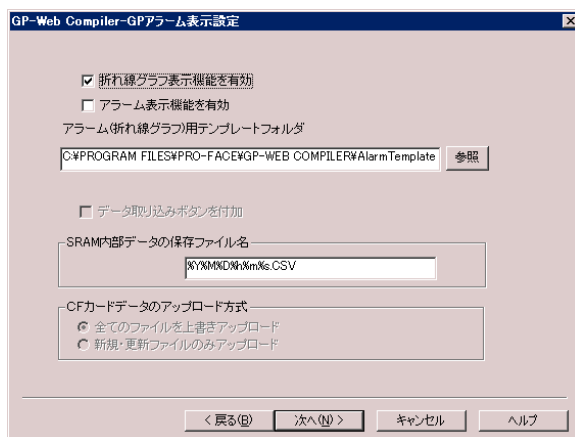 GP-Web Compiler-GPアラーム表示設定
折れ線グラフ表示機能を有効
アラーム表示機能を有効
アラーム(折れ線グラフ)用テンプレートフォルダ
C:¥PROGRAM FILES¥PRO-FACE¥GP-WEB COMPILER¥AlarmTemplate 参照
データ取り込みボタンを付加
SRAM内部データの保存ファイル名
%Y%M%D%h%m%s.CSV
CFカードデータのアップロード方式
全てのファイルを上書きアップロード
新規・更新ファイルのみアップロード
< 戻る(B) 次へ(N) > キャンセル ヘルプ